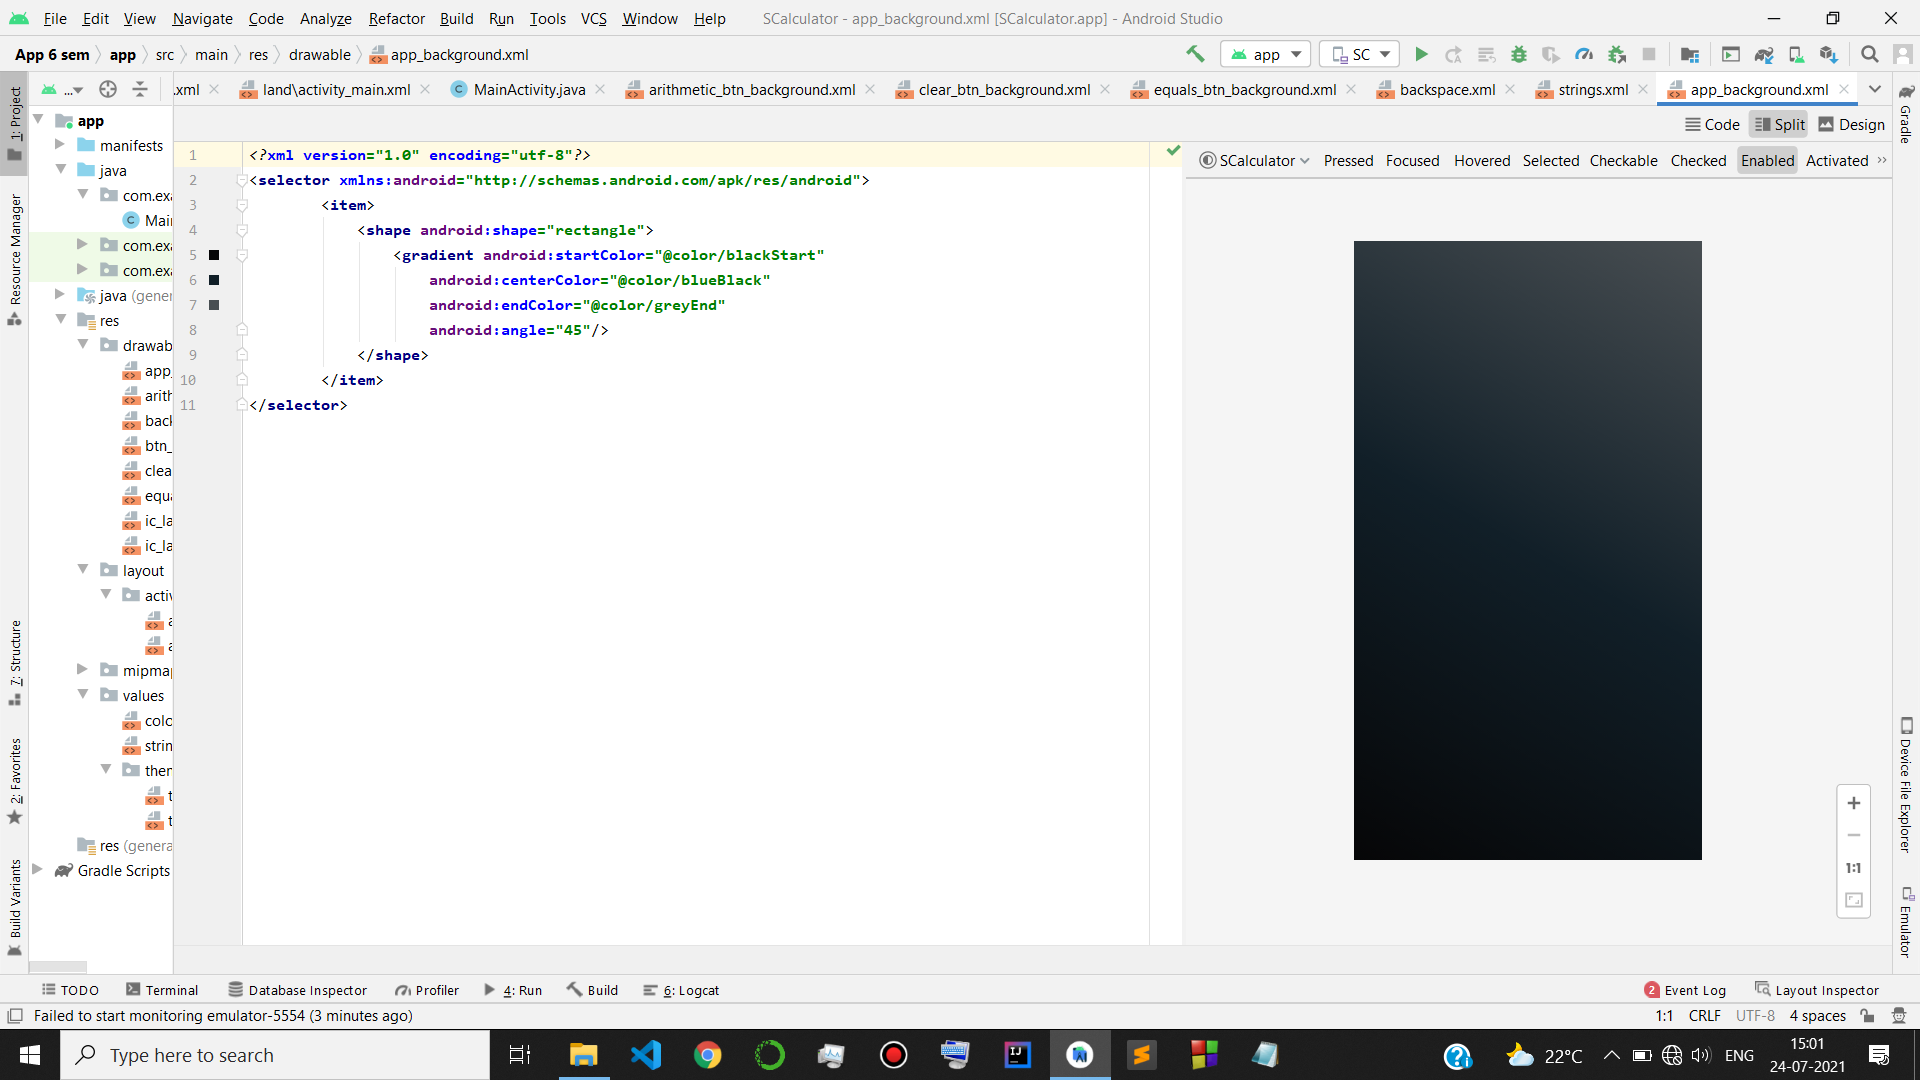 File Edit View Navigate Code Analyze Refactor Build Run Tools VCS Window Help SCalculator - app_background.xml [SCalculator.app] - Android Studio
App 6 sem app src main res drawable app_background.xml app SC
... .xml land\activity_main.xml MainActivity.java arithmetic_btn_background.xml clear_btn_background.xml equals_btn_background.xml backspace.xml strings.xml app_background.xml
Code Split Design
SCalculator Pressed Focused Hovered Selected Checkable Checked Enabled Activated
1: Project
Resource Manager
7: Structure
2: Favorites
Build Variants
app
manifests
java
com.exa
Mai
com.exa
com.exa
java (gener
res
drawab
app_
arith
back
btn_
clea
equa
ic_la
ic_la
layout
activ
a
a
mipmap
values
colo
strin
then
t
t
res (genera
Gradle Scripts
1 <?xml version="1.0" encoding="utf-8"?>
2 <selector xmlns:android="http://schemas.android.com/apk/res/android">
3 <item>
4 <shape android:shape="rectangle">
5 <gradient android:startColor="@color/blackStart"
6 android:centerColor="@color/blueBlack"
7 android:endColor="@color/greyEnd"
8 android:angle="45"/>
9 </shape>
10 </item>
11 </selector>
1:1
Gradle
Device File Explorer
Emulator
TODO Terminal Database Inspector Profiler 4: Run Build 6: Logcat 2 Event Log Layout Inspector
Failed to start monitoring emulator-5554 (3 minutes ago) 1:1 CRLF UTF-8 4 spaces
Type here to search 22°C ENG 15:01
24-07-2021